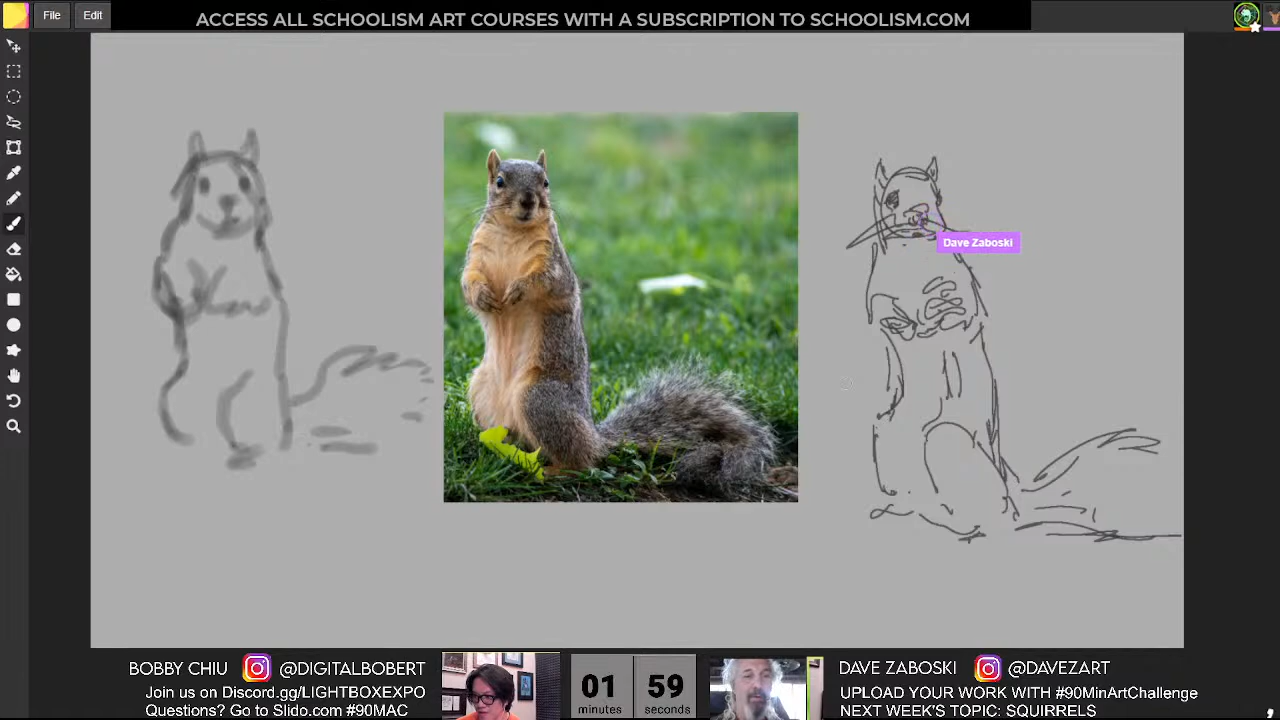 ACCESS ALL SCHOOLISM ART COURSES WITH A SUBSCRIPTION TO SCHOOLISM.COM
File Edit
Dave Zaboski
BOBBY CHIU @DIGITALBOBERT
Join us on Discord.gg/LIGHTBOXEXPO
Questions? Go to Slido.com #90MAC
01 59
minutes seconds
DAVE ZABOSKI @DAVEZART
UPLOAD YOUR WORK WITH #90MinArtChallenge
NEXT WEEK'S TOPIC: SQUIRRELS